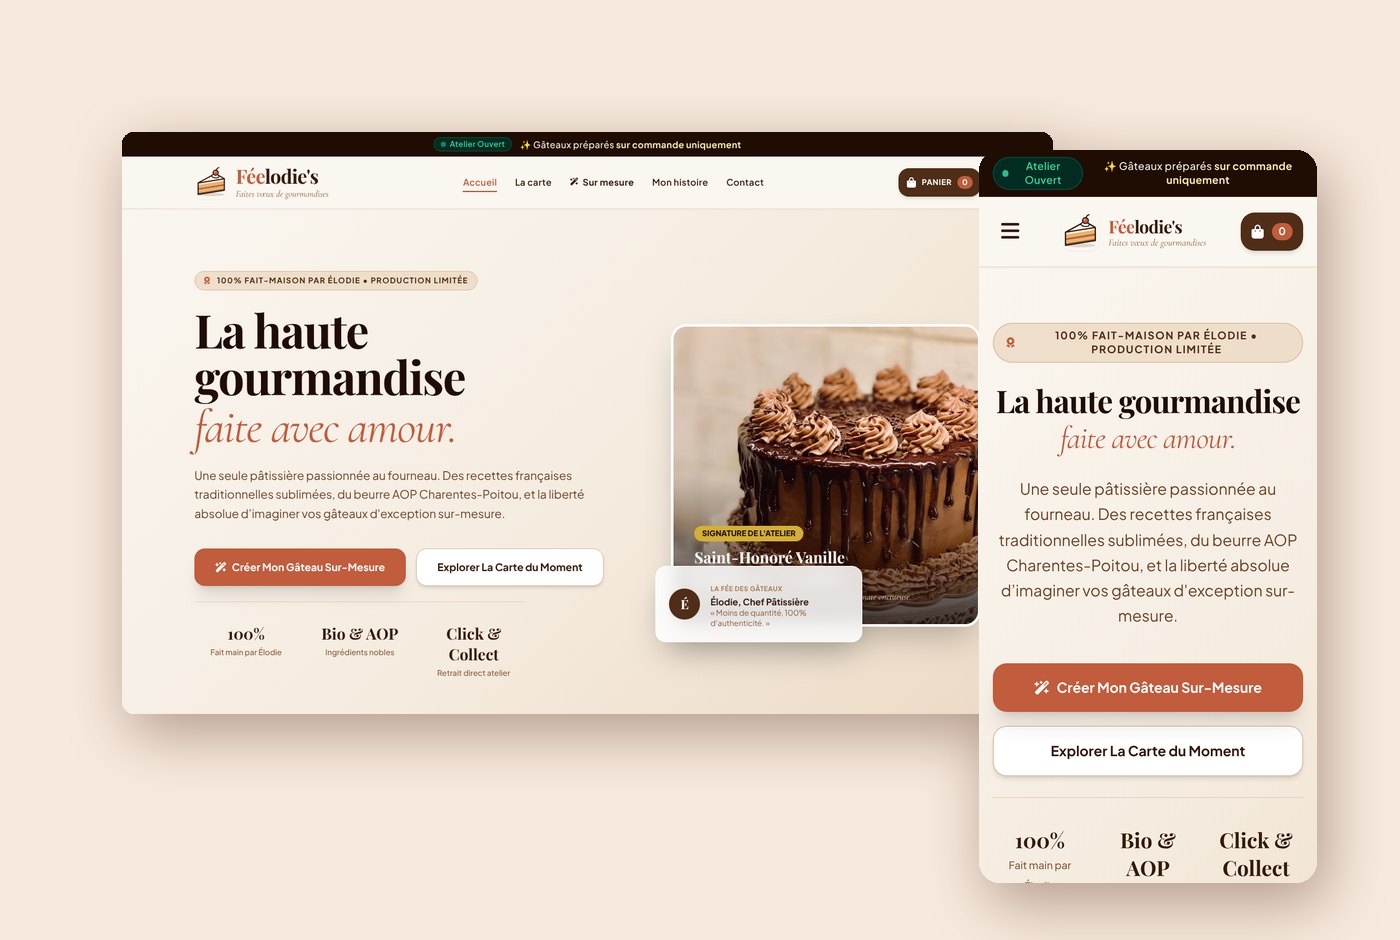 Atelier Ouvert
✨ Gâteaux préparés sur commande uniquement
Féelodie's
Faites vœux de gourmandises
Accueil
La carte
Sur mesure
Mon histoire
Contact
PANIER 0
100% FAIT-MAISON PAR ÉLODIE • PRODUCTION LIMITÉE
La haute
gourmandise
faite avec amour.
Une seule pâtissière passionnée au fourneau. Des recettes françaises
traditionnelles sublimées, du beurre AOP Charentes-Poitou, et la liberté
absolue d'imaginer vos gâteaux d'exception sur-mesure.
Créer Mon Gâteau Sur-Mesure
Explorer La Carte du Moment
100%
Fait main par Élodie
Bio & AOP
Ingrédients nobles
Click &
Collect
Retrait direct atelier
SIGNATURE DE L'ATELIER
Saint-Honoré Vanille
onctueuse.
É
LA FÉE DES GÂTEAUX
Élodie, Chef Pâtissière
« Moins de quantité, 100%
d'authenticité. »
Atelier
Ouvert
✨ Gâteaux préparés sur commande
uniquement
Féelodie's
Faites vœux de gourmandises
0
100% FAIT-MAISON PAR ÉLODIE •
PRODUCTION LIMITÉE
La haute gourmandise
faite avec amour.
Une seule pâtissière passionnée au
fourneau. Des recettes françaises
traditionnelles sublimées, du beurre AOP
Charentes-Poitou, et la liberté absolue
d'imaginer vos gâteaux d'exception sur-
mesure.
Créer Mon Gâteau Sur-Mesure
Explorer La Carte du Moment
100%
Fait main par
Bio &
AOP
Click &
Collect